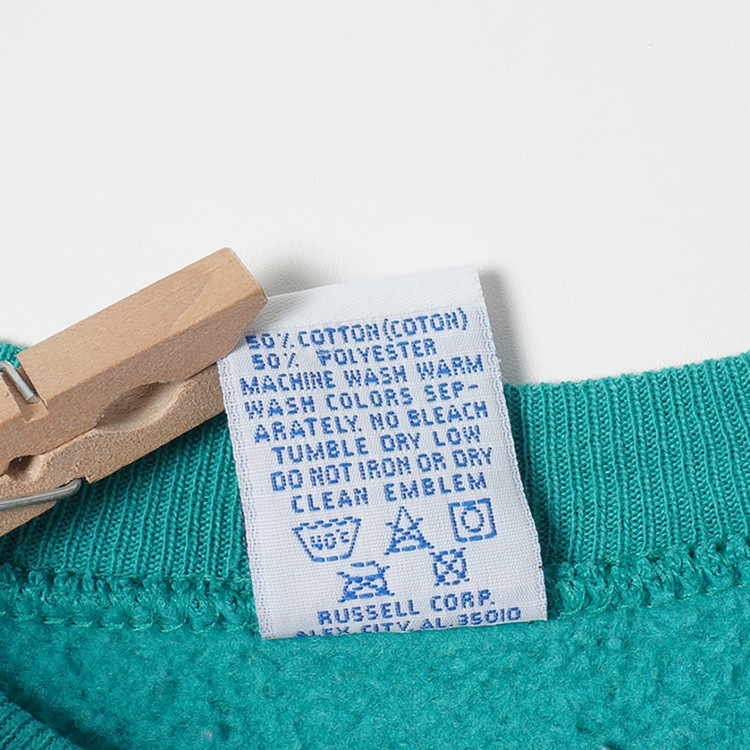 50% COTTON (COTON)
50% POLYESTER
MACHINE WASH WARM
WASH COLORS SEP-
ARATELY. NO BLEACH
TUMBLE DRY LOW
DO NOT IRON OR DRY
CLEAN EMBLEM
40°C
RUSSELL CORP.
ALEX CITY, AL. 35010